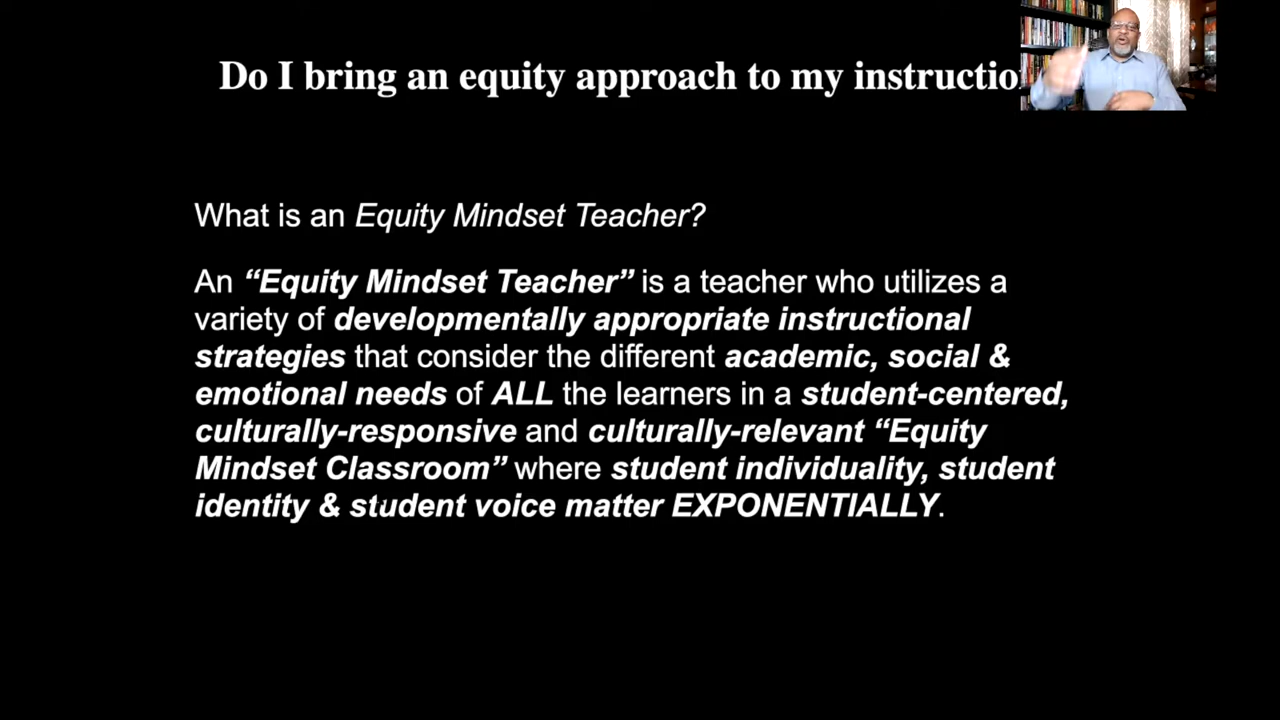 Do I bring an equity approach to my instruction
What is an Equity Mindset Teacher?
An “Equity Mindset Teacher” is a teacher who utilizes a
variety of developmentally appropriate instructional
strategies that consider the different academic, social &
emotional needs of ALL the learners in a student-centered,
culturally-responsive and culturally-relevant “Equity
Mindset Classroom” where student individuality, student
identity & student voice matter EXPONENTIALLY.